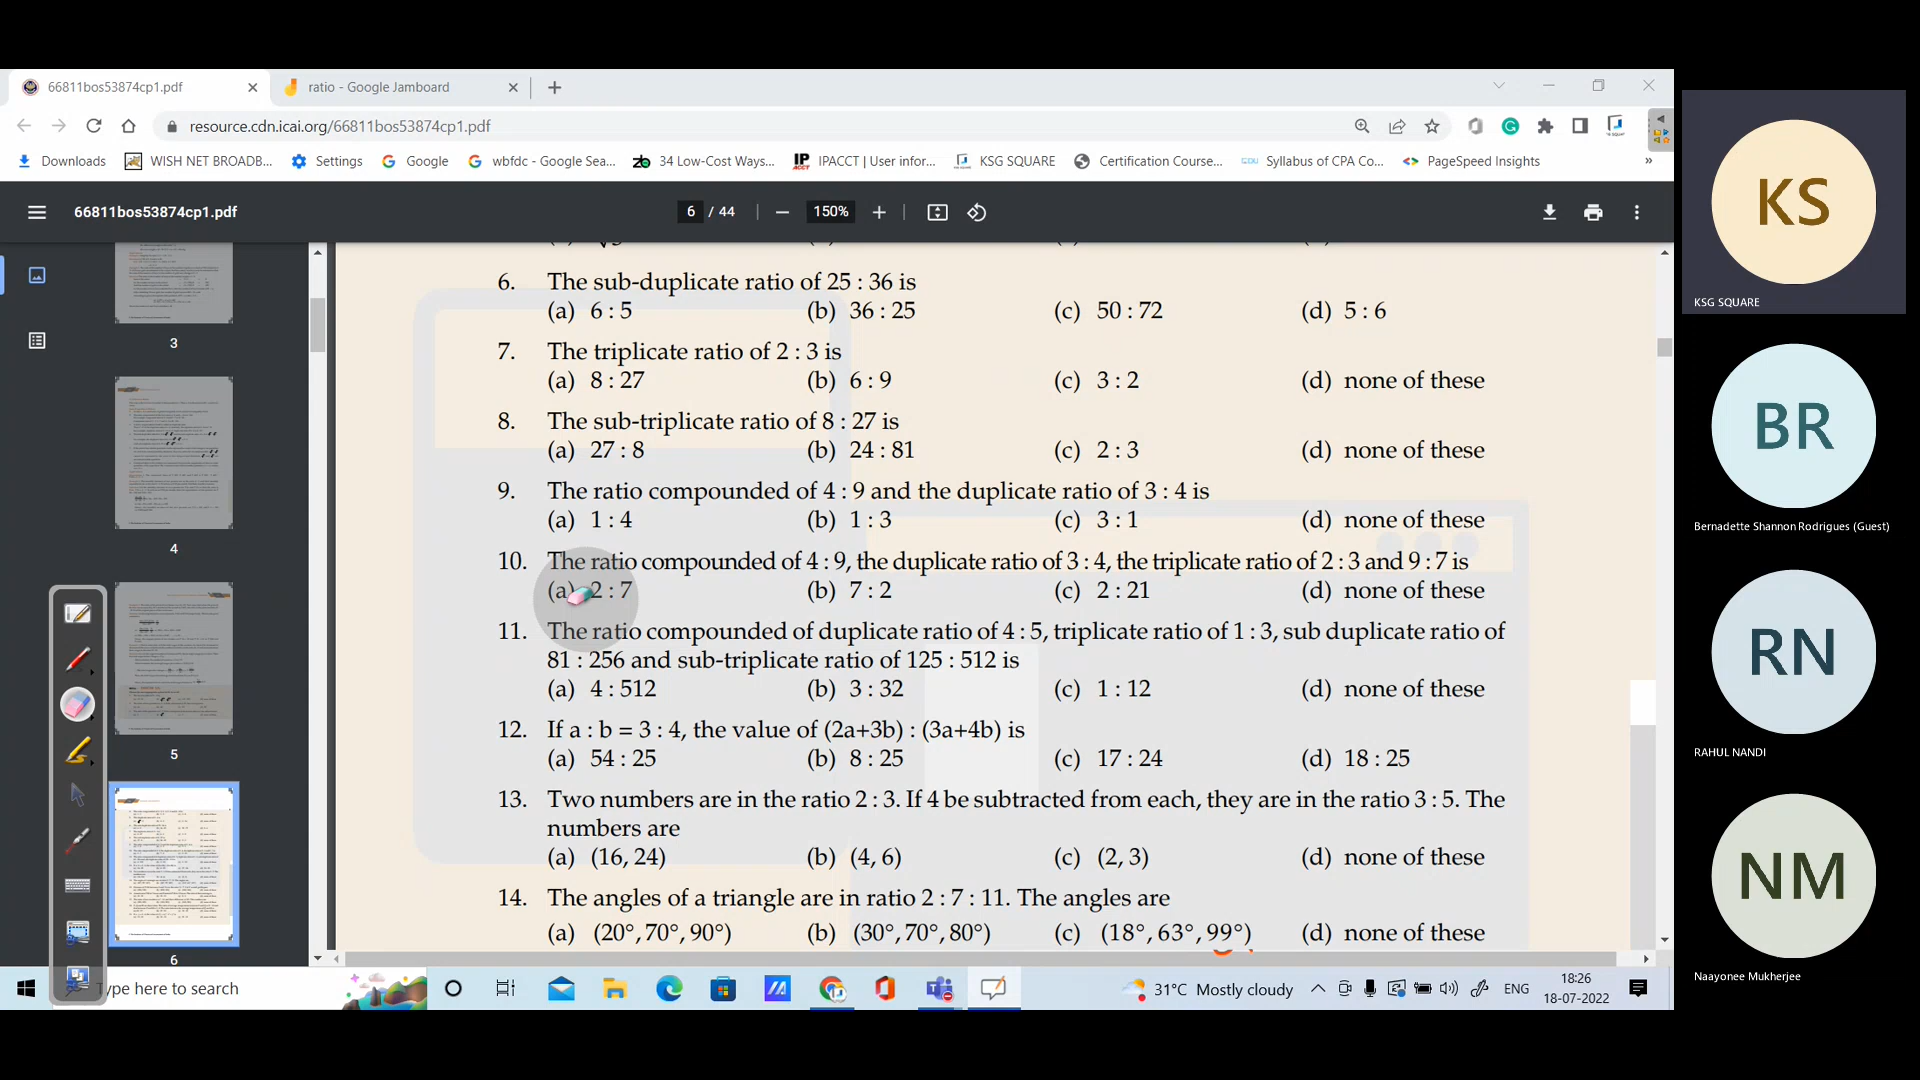 66811bos53874cp1.pdf
ratio - Google Jamboard
resource.cdn.icai.org/66811bos53874cp1.pdf
Downloads
WISH NET BROADB...
Settings
Google
wbfdc - Google Sea...
34 Low-Cost Ways...
IPACCT | User infor...
KSG SQUARE
Certification Course...
Syllabus of CPA Co...
PageSpeed Insights
»
66811bos53874cp1.pdf
6 / 44
150%
3
4
5
6
6. The sub-duplicate ratio of 25 : 36 is
(a) 6 : 5 (b) 36 : 25 (c) 50 : 72 (d) 5 : 6
7. The triplicate ratio of 2 : 3 is
(a) 8 : 27 (b) 6 : 9 (c) 3 : 2 (d) none of these
8. The sub-triplicate ratio of 8 : 27 is
(a) 27 : 8 (b) 24 : 81 (c) 2 : 3 (d) none of these
9. The ratio compounded of 4 : 9 and the duplicate ratio of 3 : 4 is
(a) 1 : 4 (b) 1 : 3 (c) 3 : 1 (d) none of these
10. The ratio compounded of 4 : 9, the duplicate ratio of 3 : 4, the triplicate ratio of 2 : 3 and 9 : 7 is
(a) 2 : 7 (b) 7 : 2 (c) 2 : 21 (d) none of these
11. The ratio compounded of duplicate ratio of 4 : 5, triplicate ratio of 1 : 3, sub duplicate ratio of
81 : 256 and sub-triplicate ratio of 125 : 512 is
(a) 4 : 512 (b) 3 : 32 (c) 1 : 12 (d) none of these
12. If a : b = 3 : 4, the value of (2a+3b) : (3a+4b) is
(a) 54 : 25 (b) 8 : 25 (c) 17 : 24 (d) 18 : 25
13. Two numbers are in the ratio 2 : 3. If 4 be subtracted from each, they are in the ratio 3 : 5. The
numbers are
(a) (16, 24) (b) (4, 6) (c) (2, 3) (d) none of these
14. The angles of a triangle are in ratio 2 : 7 : 11. The angles are
(a) (20°, 70°, 90°) (b) (30°, 70°, 80°) (c) (18°, 63°, 99°) (d) none of these
Type here to search
31°C Mostly cloudy
ENG
18:26
18-07-2022
KS
KSG SQUARE
BR
Bernadette Shannon Rodrigues (Guest)
RN
RAHUL NANDI
NM
Naayonee Mukherjee